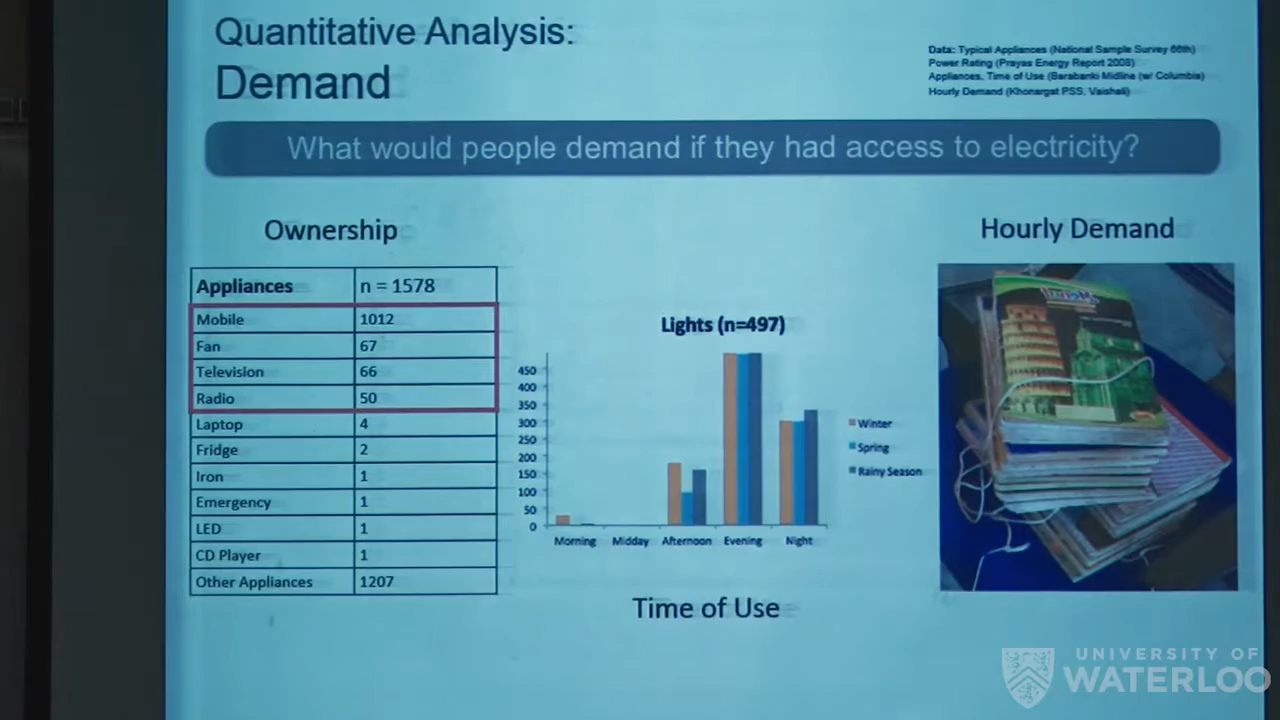 Quantitative Analysis:
Demand
Data: Typical Appliances (National Sample Survey 66th)
Power Rating (Prayas Energy Report 2008)
Appliances, Time of Use (Barabanki Midline (w/ Columbia)
Hourly Demand (Khonargat PSS, Vaishali)
What would people demand if they had access to electricity?
Ownership
Appliances n = 1578
Mobile 1012
Fan 67
Television 66
Radio 50
Laptop 4
Fridge 2
Iron 1
Emergency 1
LED 1
CD Player 1
Other Appliances 1207
Lights (n=497)
450
400
350
300
250
200
150
100
50
0
Morning Midday Afternoon Evening Night
Winter
Spring
Rainy Season
Time of Use
Hourly Demand
UNIVERSITY OF
WATERLOO